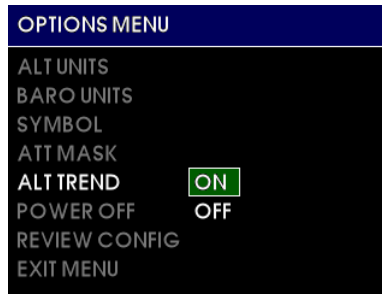 OPTIONS MENU
ALT UNITS
BARO UNITS
SYMBOL
ATT MASK
ALT TREND ON
POWER OFF OFF
REVIEW CONFIG
EXIT MENU